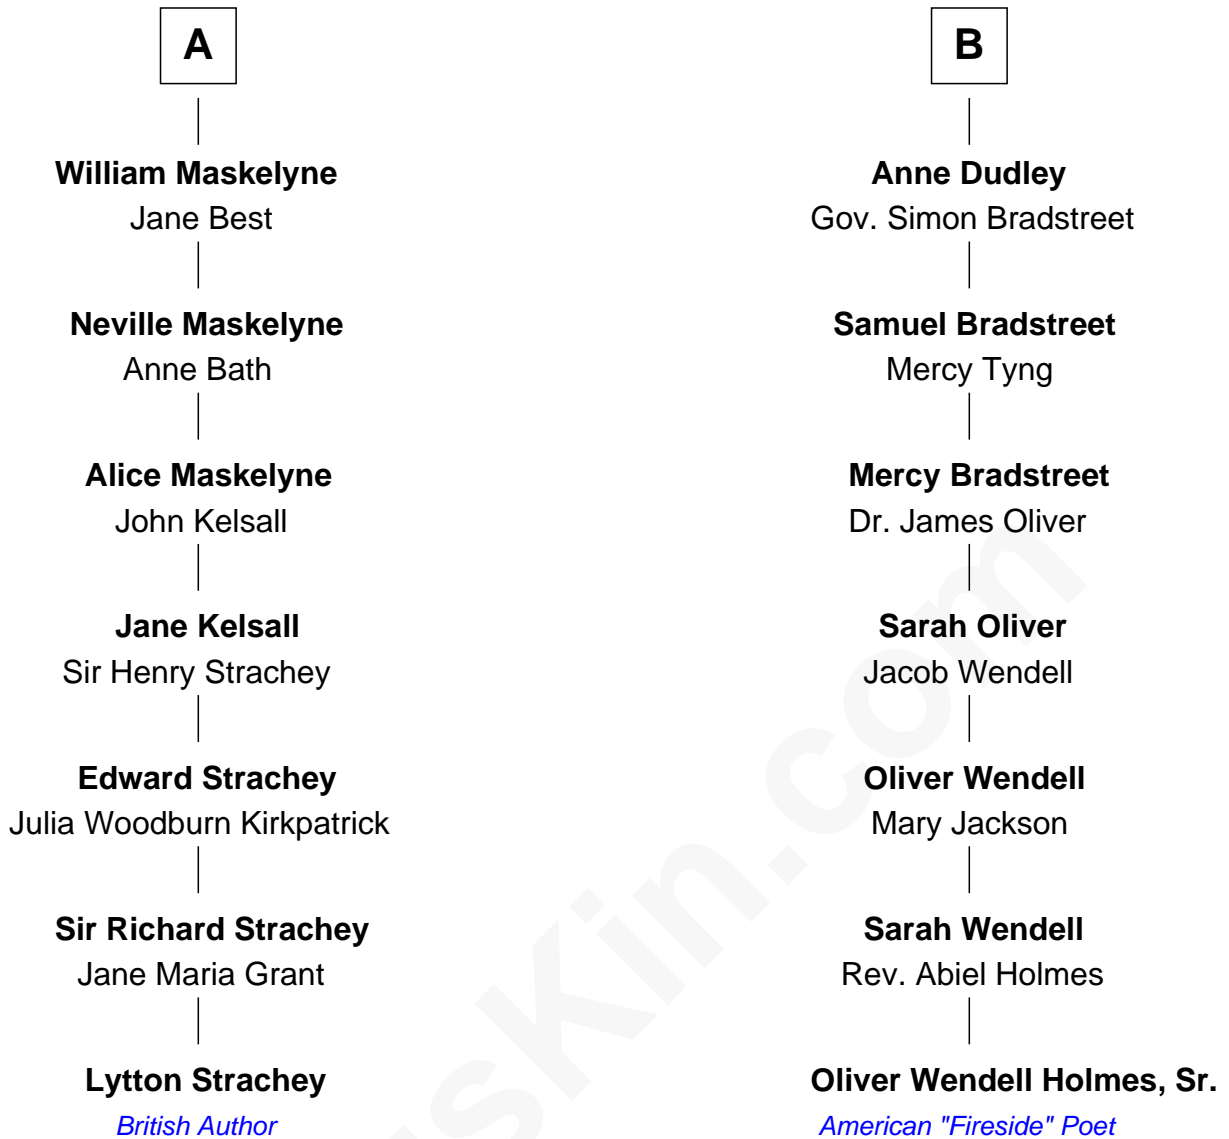 A
William Maskelyne
Jane Best
Neville Maskelyne
Anne Bath
Alice Maskelyne
John Kelsall
Jane Kelsall
Sir Henry Strachey
Edward Strachey
Julia Woodburn Kirkpatrick
Sir Richard Strachey
Jane Maria Grant
Lytton Strachey
British Author
B
Anne Dudley
Gov. Simon Bradstreet
Samuel Bradstreet
Mercy Tyng
Mercy Bradstreet
Dr. James Oliver
Sarah Oliver
Jacob Wendell
Oliver Wendell
Mary Jackson
Sarah Wendell
Rev. Abiel Holmes
Oliver Wendell Holmes, Sr.
American "Fireside" Poet